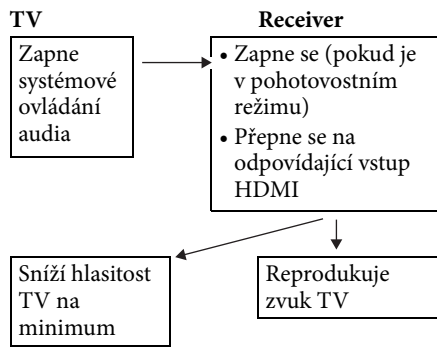 TV
Receiver
Zapne
systémové
ovládání
audia
• Zapne se (pokud je
v pohotovostním
režimu)
• Přepne se na
odpovídající vstup
HDMI
Sníží hlasitost
TV na
minimum
Reprodukuje
zvuk TV